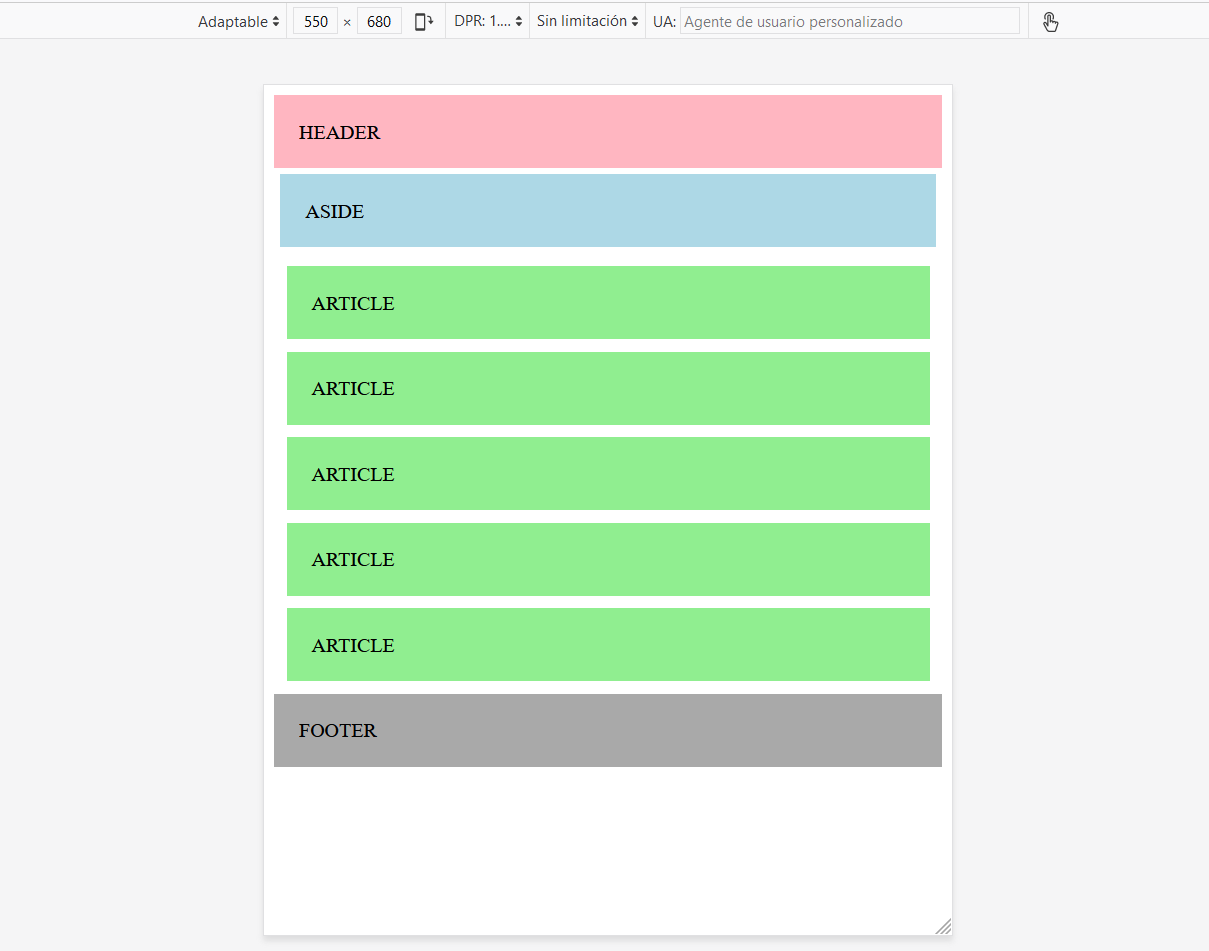 Adaptable 550 × 680 DPR: 1.... Sin limitación UA: Agente de usuario personalizado
HEADER
ASIDE
ARTICLE
ARTICLE
ARTICLE
ARTICLE
ARTICLE
FOOTER